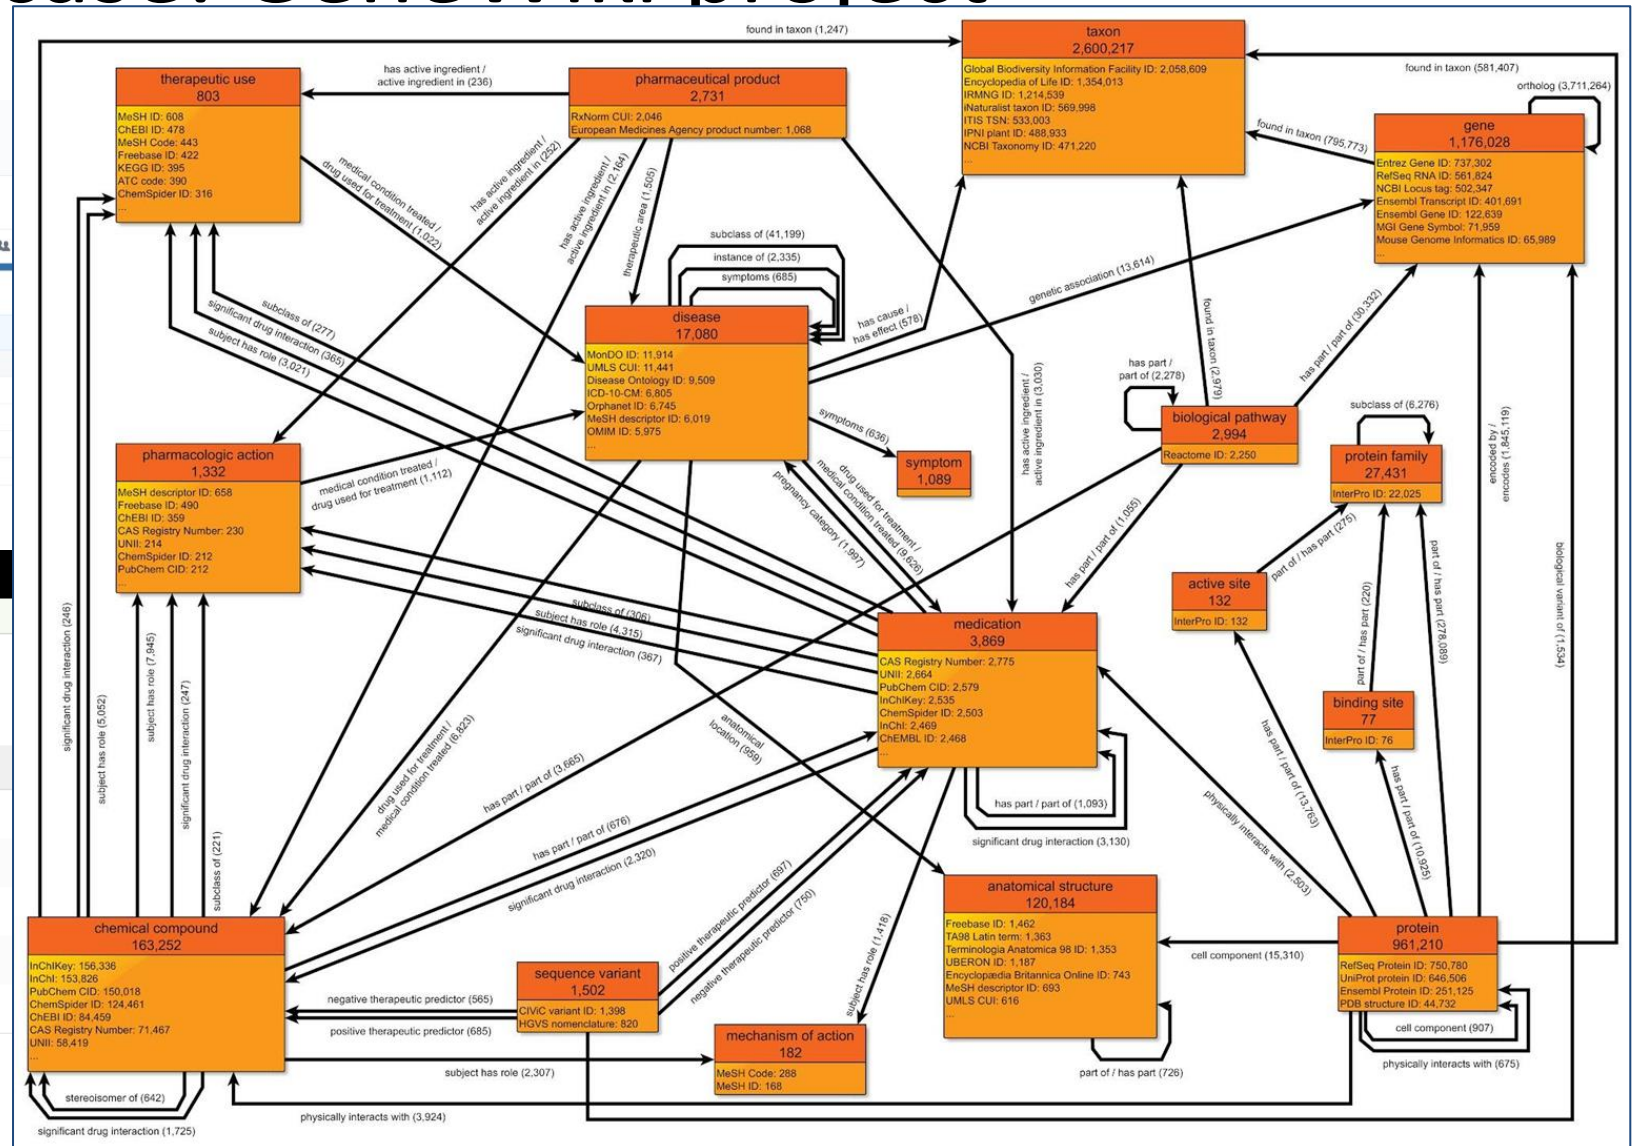 found in taxon (1,247)
taxon
2,600,217
Global Biodiversity Information Facility ID: 2,058,609
Encyclopedia of Life ID: 1,354,013
IRMNG ID: 1,214,539
iNaturalist taxon ID: 569,998
ITIS TSN: 533,003
IPNI plant ID: 488,933
NCBI Taxonomy ID: 471,220
...
found in taxon (581,407)
ortholog (3,711,264)
therapeutic use
803
MeSH ID: 608
ChEBI ID: 478
MeSH Code: 443
Freebase ID: 422
KEGG ID: 395
ATC code: 390
ChemSpider ID: 316
...
has active ingredient /
active ingredient in (236)
pharmaceutical product
2,731
RxNorm CUI: 2,046
European Medicines Agency product number: 1,068
found in taxon (795,773)
gene
1,176,028
Entrez Gene ID: 737,302
RefSeq RNA ID: 561,824
NCBI Locus tag: 502,347
Ensembl Transcript ID: 401,691
Ensembl Gene ID: 122,639
MGI Gene Symbol: 71,959
Mouse Genome Informatics ID: 65,989
...
medical condition treated /
drug used for treatment (1,022)
has active ingredient /
active ingredient in (252)
has active ingredient /
active ingredient in (2,164)
therapeutic area (1,505)
subclass of (41,199)
instance of (2,335)
symptoms (685)
disease
17,080
MonDO ID: 11,914
UMLS CUI: 11,441
Disease Ontology ID: 9,509
ICD-10-CM: 6,805
Orphanet ID: 6,745
MeSH descriptor ID: 6,019
OMIM ID: 5,975
...
has cause /
has effect (578)
genetic association (13,614)
found in taxon (2,979)
has part / part of (30,332)
subclass of (277)
significant drug interaction (365)
subject has role (3,021)
has active ingredient /
active ingredient in (3,030)
has part /
part of (2,278)
biological pathway
2,994
Reactome ID: 2,250
symptoms (636)
symptom
1,089
subclass of (6,276)
protein family
27,431
InterPro ID: 22,025
encoded by /
encodes (1,845,119)
pharmacologic action
1,332
MeSH descriptor ID: 658
Freebase ID: 490
ChEBI ID: 359
CAS Registry Number: 230
UNII: 214
ChemSpider ID: 212
PubChem CID: 212
...
medical condition treated /
drug used for treatment (1,112)
drug used for treatment /
medical condition treated (9,626)
pregnancy category (1,997)
has part / part of (1,055)
part of / has part (275)
active site
132
InterPro ID: 132
part of / has part (220)
part of / has part (278,089)
biological variant of (1,534)
subclass of (306)
subject has role (4,315)
significant drug interaction (367)
medication
3,869
CAS Registry Number: 2,775
UNII: 2,664
PubChem CID: 2,579
InChIKey: 2,535
ChemSpider ID: 2,503
InChI: 2,469
ChEMBL ID: 2,468
...
binding site
77
InterPro ID: 76
significant drug interaction (246)
subject has role (5,052)
subject has role (7,945)
significant drug interaction (247)
subclass of (221)
drug used for treatment /
medical condition treated (6,823)
anatomical
location (959)
has part / part of (3,665)
has part / part of (676)
significant drug interaction (2,320)
has part / part of (1,093)
significant drug interaction (3,130)
physically interacts with (2,503)
has part / part of (13,763)
has part / part of (10,925)
positive therapeutic predictor (697)
negative therapeutic predictor (750)
subject has role (1,418)
anatomical structure
120,184
Freebase ID: 1,462
TA98 Latin term: 1,363
Terminologia Anatomica 98 ID: 1,353
UBERON ID: 1,187
Encyclopædia Britannica Online ID: 743
MeSH descriptor ID: 693
UMLS CUI: 616
...
cell component (15,310)
protein
961,210
RefSeq Protein ID: 750,780
UniProt protein ID: 646,506
Ensembl Protein ID: 251,125
PDB structure ID: 44,732
chemical compound
163,252
InChIKey: 156,336
InChI: 153,826
PubChem CID: 150,018
ChemSpider ID: 124,461
ChEBI ID: 84,459
CAS Registry Number: 71,467
UNII: 58,419
...
negative therapeutic predictor (565)
positive therapeutic predictor (685)
sequence variant
1,502
CIViC variant ID: 1,398
HGVS nomenclature: 820
mechanism of action
182
MeSH Code: 288
MeSH ID: 168
cell component (907)
physically interacts with (675)
part of / has part (726)
subject has role (2,307)
stereoisomer of (642)
physically interacts with (3,924)
significant drug interaction (1,725)